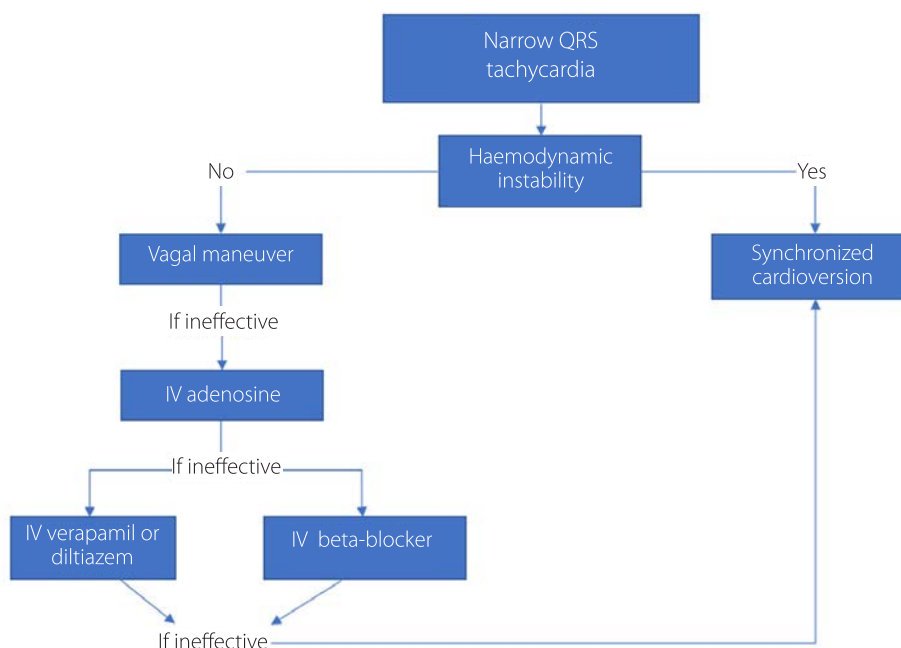 Narrow QRS
tachycardia
Haemodynamic
instability
No
Yes
Vagal maneuver
Synchronized
cardioversion
If ineffective
IV adenosine
If ineffective
IV verapamil or
diltiazem
IV beta-blocker
If ineffective